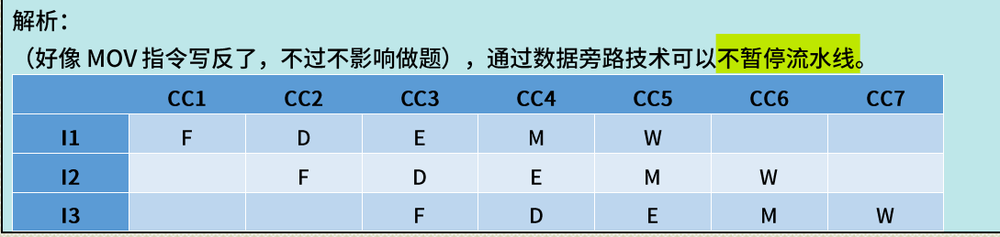 解析：
（好像 MOV 指令写反了，不过不影响做题），通过数据旁路技术可以不暂停流水线。
CC1 CC2 CC3 CC4 CC5 CC6 CC7
I1 F D E M W
I2 F D E M W
I3 F D E M W